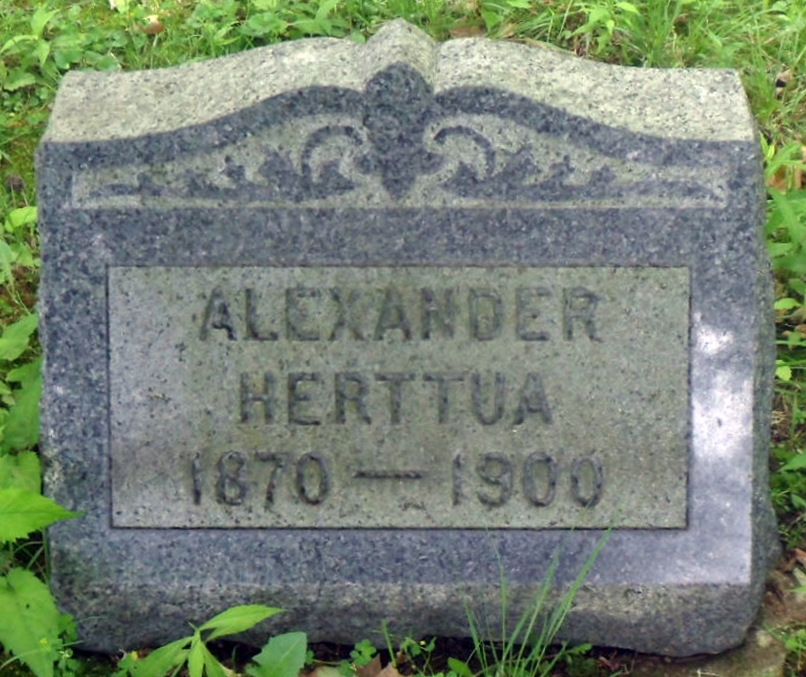 ALEXANDER
HERTTUA
1870 — 1900